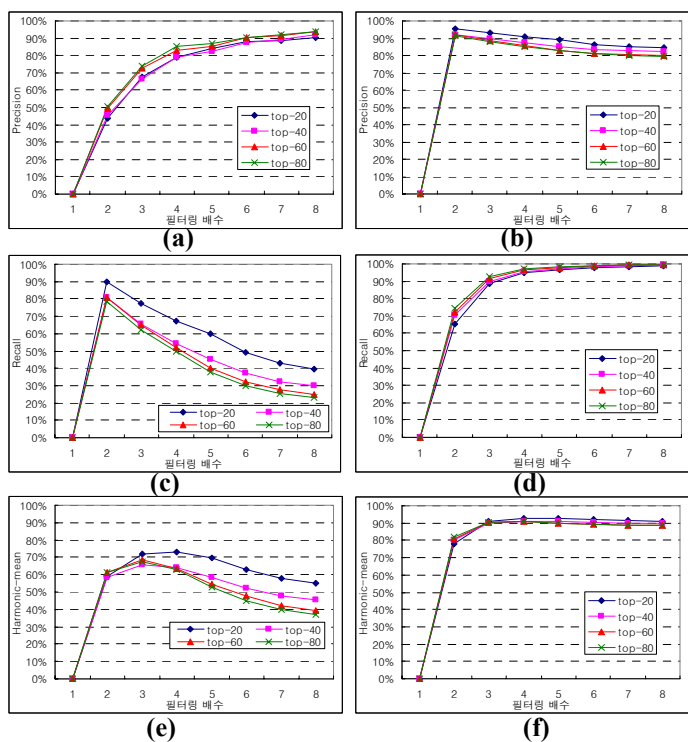 100%
90%
80%
70%
60%
50%
40%
30%
20%
10%
0%
Precision
top-20
top-40
top-60
top-80
1 2 3 4 5 6 7 8
필터링 배수
(a)
100%
90%
80%
70%
60%
50%
40%
30%
20%
10%
0%
Precision
top-20
top-40
top-60
top-80
1 2 3 4 5 6 7 8
필터링 배수
(b)
100%
90%
80%
70%
60%
50%
40%
30%
20%
10%
0%
Recall
top-20 top-40
top-60 top-80
1 2 3 4 5 6 7 8
필터링 배수
(c)
100%
90%
80%
70%
60%
50%
40%
30%
20%
10%
0%
Recall
top-20
top-40
top-60
top-80
1 2 3 4 5 6 7 8
필터링 배수
(d)
100%
90%
80%
70%
60%
50%
40%
30%
20%
10%
0%
Harmonic-mean
top-20 top-40
top-60 top-80
1 2 3 4 5 6 7 8
필터링 배수
(e)
100%
90%
80%
70%
60%
50%
40%
30%
20%
10%
0%
Harmonic-mean
top-20
top-40
top-60
top-80
1 2 3 4 5 6 7 8
필터링 배수
(f)